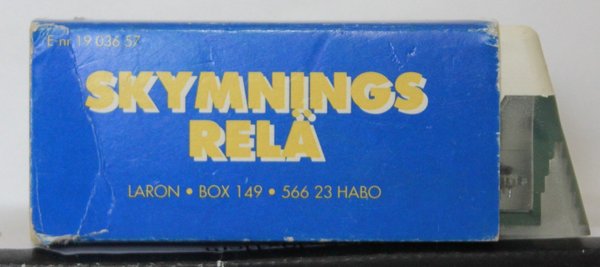 E-nr 19 036 57
SKYMNINGS
RELÄ
LARON • BOX 149 • 566 23 HABO